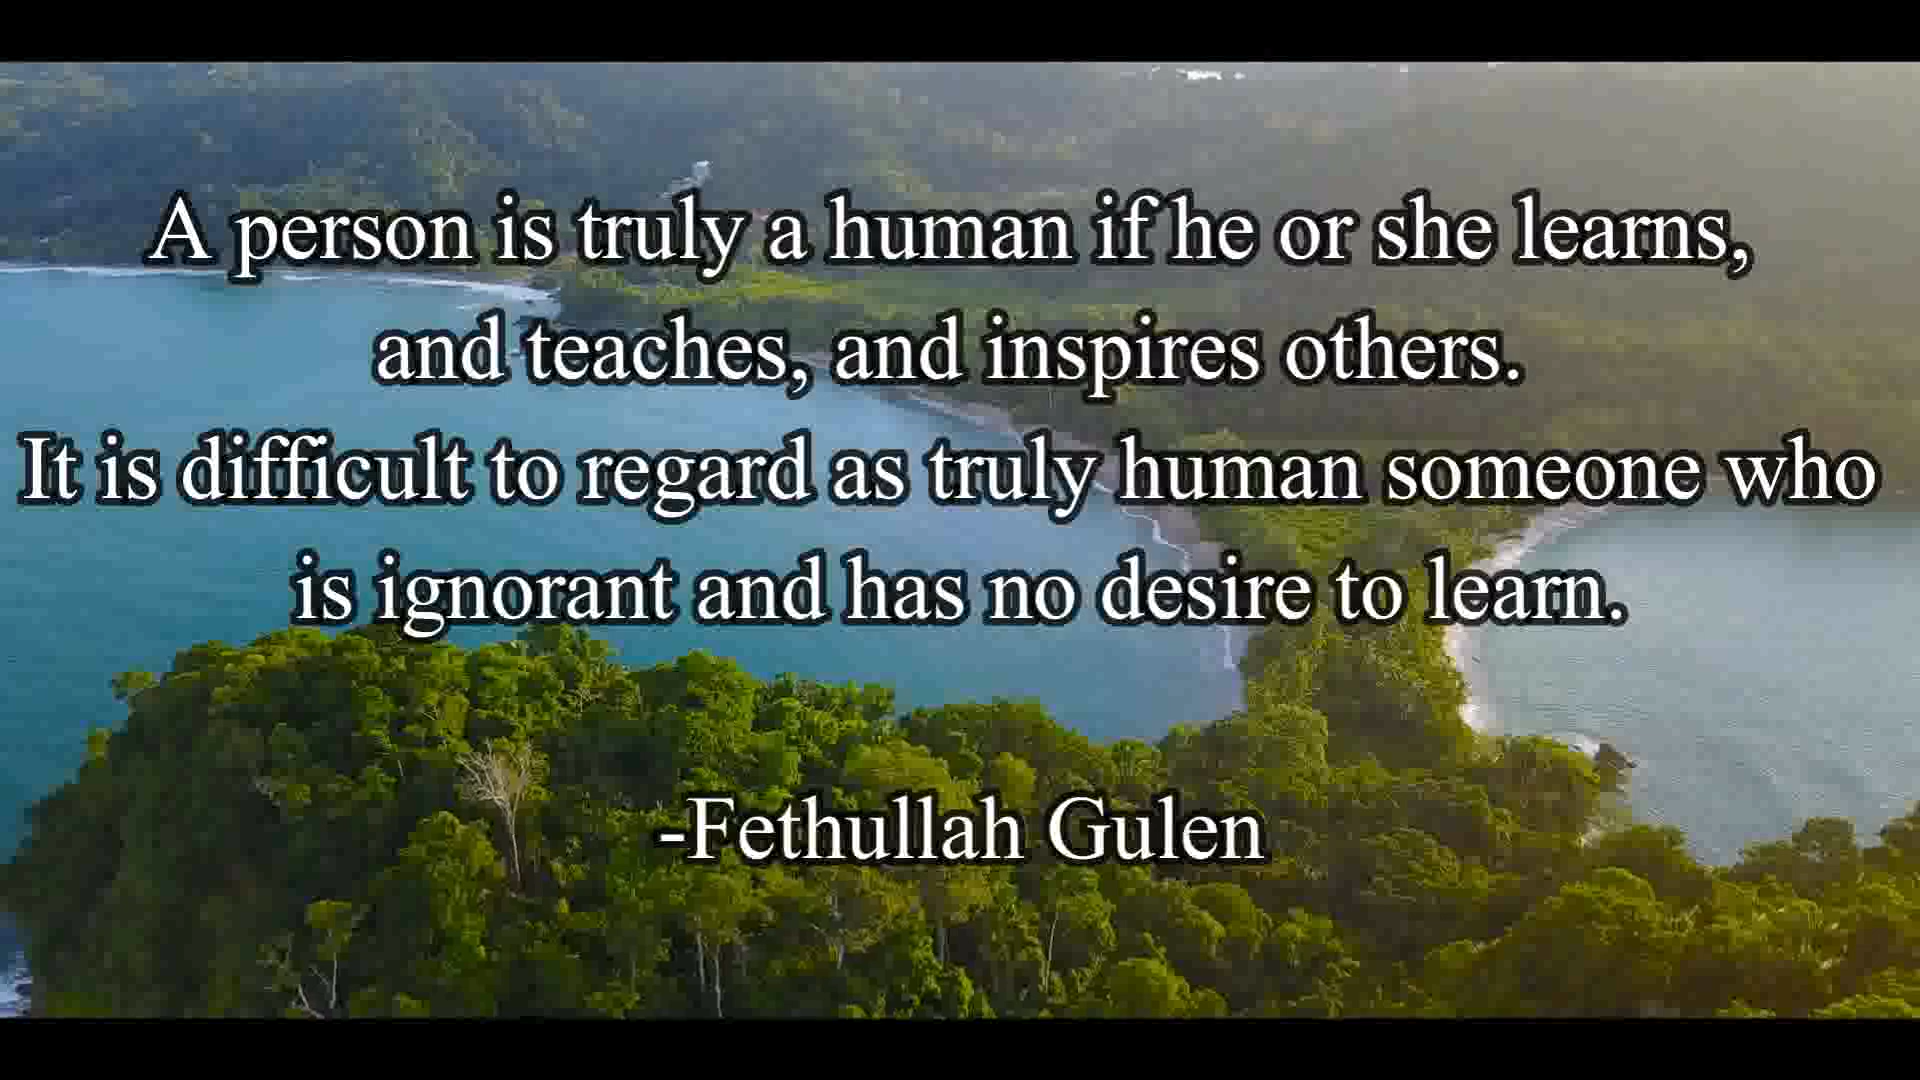 A person is truly a human if he or she learns,
and teaches, and inspires others.
It is difficult to regard as truly human someone who
is ignorant and has no desire to learn.
-Fethullah Gulen